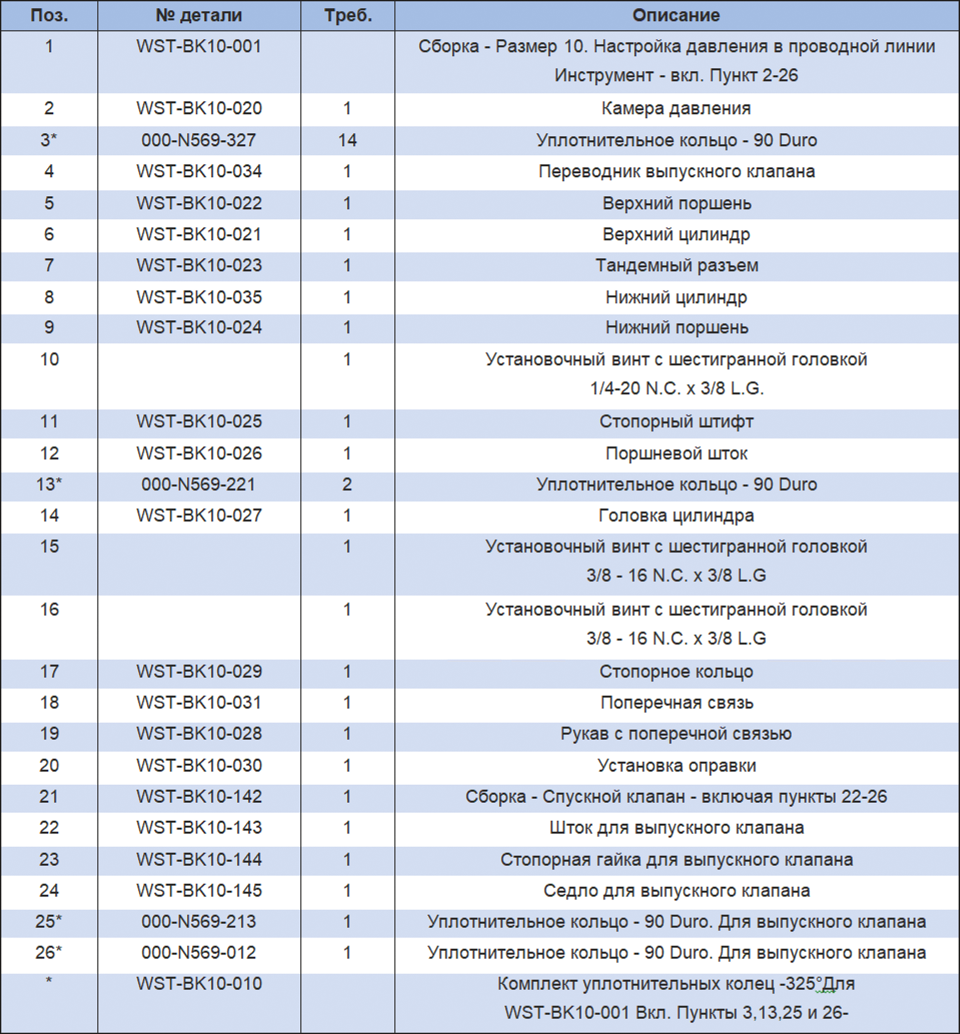 Поз. № детали Треб. Описание
1 WST-BK10-001 Сборка - Размер 10. Настройка давления в проводной линии
Инструмент - вкл. Пункт 2-26
2 WST-BK10-020 1 Камера давления
3* 000-N569-327 14 Уплотнительное кольцо - 90 Duro
4 WST-BK10-034 1 Переводник выпускного клапана
5 WST-BK10-022 1 Верхний поршень
6 WST-BK10-021 1 Верхний цилиндр
7 WST-BK10-023 1 Тандемный разъем
8 WST-BK10-035 1 Нижний цилиндр
9 WST-BK10-024 1 Нижний поршень
10 1 Установочный винт с шестигранной головкой
1/4-20 N.C. x 3/8 L.G.
11 WST-BK10-025 1 Стопорный штифт
12 WST-BK10-026 1 Поршневой шток
13* 000-N569-221 2 Уплотнительное кольцо - 90 Duro
14 WST-BK10-027 1 Головка цилиндра
15 1 Установочный винт с шестигранной головкой
3/8 - 16 N.C. x 3/8 L.G
16 1 Установочный винт с шестигранной головкой
3/8 - 16 N.C. x 3/8 L.G
17 WST-BK10-029 1 Стопорное кольцо
18 WST-BK10-031 1 Поперечная связь
19 WST-BK10-028 1 Рукав с поперечной связью
20 WST-BK10-030 1 Установка оправки
21 WST-BK10-142 1 Сборка - Спускной клапан - включая пункты 22-26
22 WST-BK10-143 1 Шток для выпускного клапана
23 WST-BK10-144 1 Стопорная гайка для выпускного клапана
24 WST-BK10-145 1 Седло для выпускного клапана
25* 000-N569-213 1 Уплотнительное кольцо - 90 Duro. Для выпускного клапана
26* 000-N569-012 1 Уплотнительное кольцо - 90 Duro. Для выпускного клапана
* WST-BK10-010 Комплект уплотнительных колец -325°Для
WST-BK10-001 Вкл. Пункты 3,13,25 и 26-